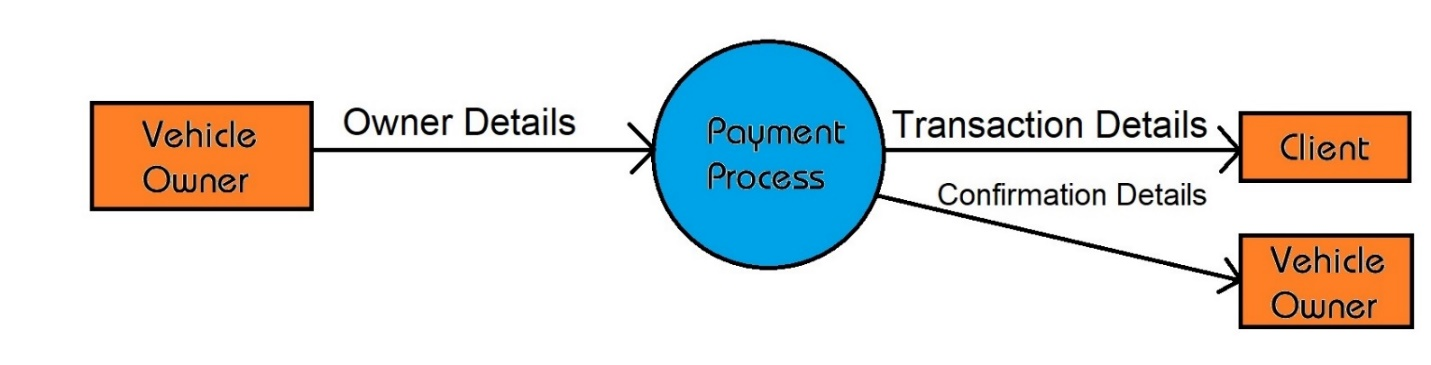 Vehicle
Owner
Owner Details
Payment
Process
Transaction Details
Client
Confirmation Details
Vehicle
Owner